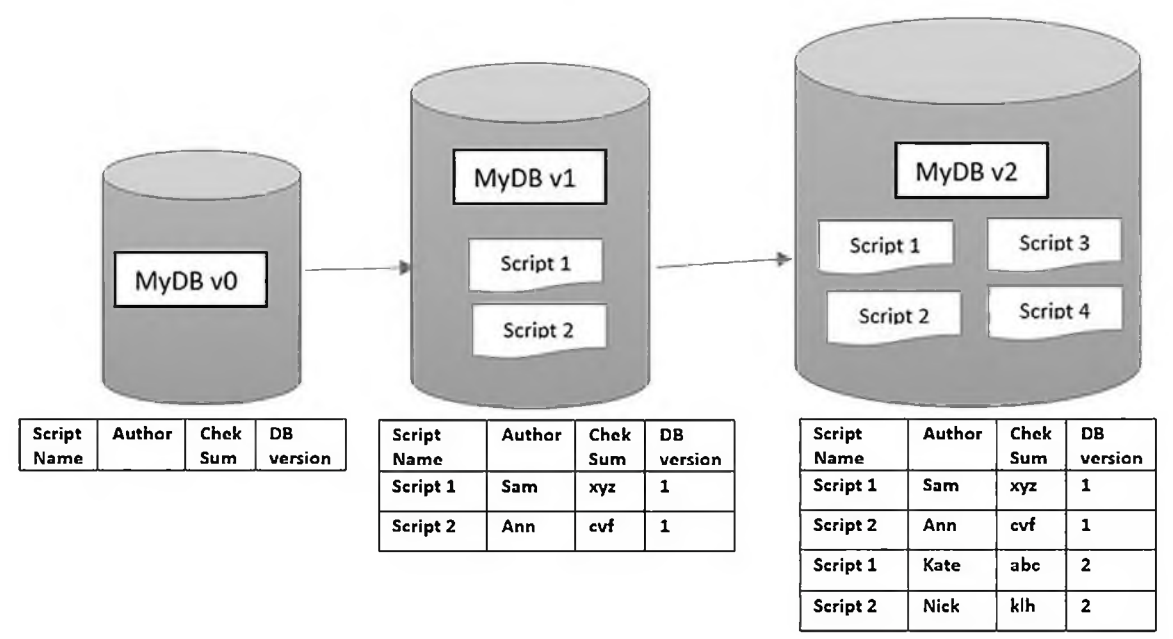 MyDB v0
MyDB v1
Script 1
Script 2
MyDB v2
Script 1
Script 3
Script 2
Script 4
Script Name Author Chek Sum DB version
Script Name Author Chek Sum DB version
Script 1 Sam xyz 1
Script 2 Ann cvf 1
Script Name Author Chek Sum DB version
Script 1 Sam xyz 1
Script 2 Ann cvf 1
Script 1 Kate abc 2
Script 2 Nick klh 2